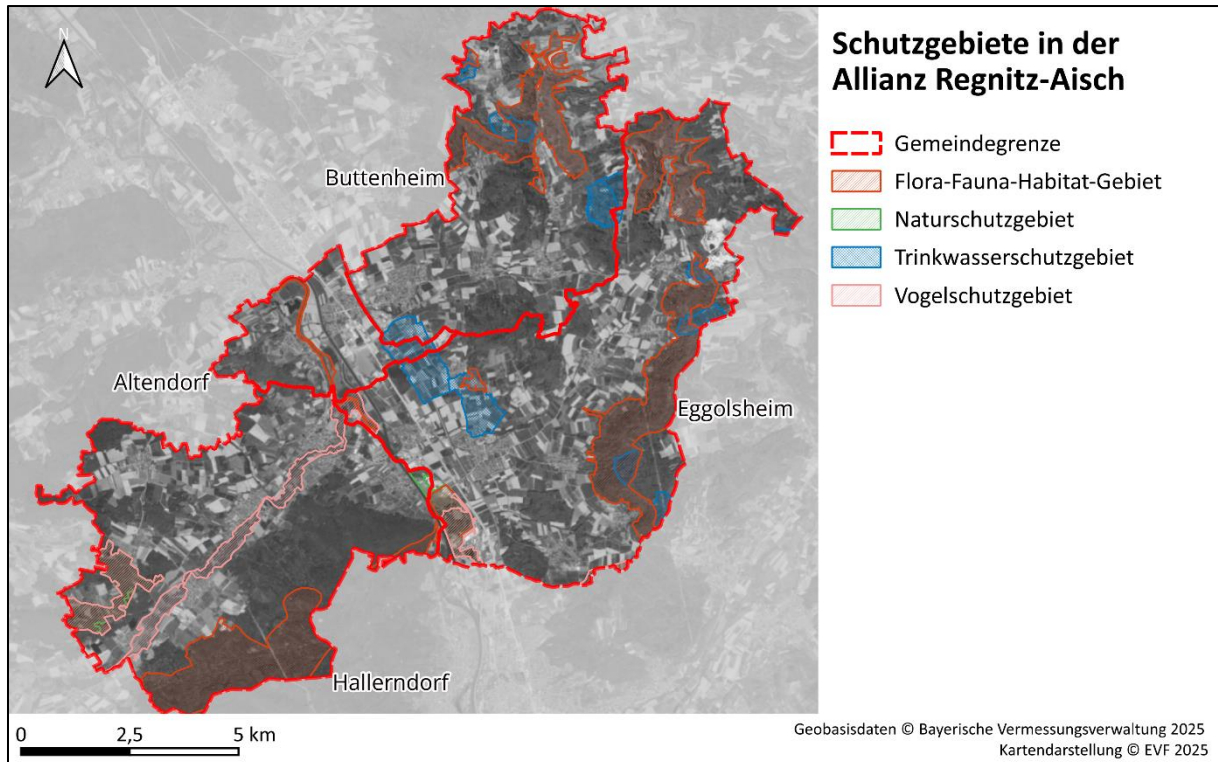 Schutzgebiete in der
Allianz Regnitz-Aisch
Gemeindegrenze
Flora-Fauna-Habitat-Gebiet
Naturschutzgebiet
Trinkwasserschutzgebiet
Vogelschutzgebiet
N
Buttenheim
Altendorf
Eggolsheim
Hallerndorf
0 2,5 5 km
Geobasisdaten © Bayerische Vermessungsverwaltung 2025
Kartendarstellung © EVF 2025